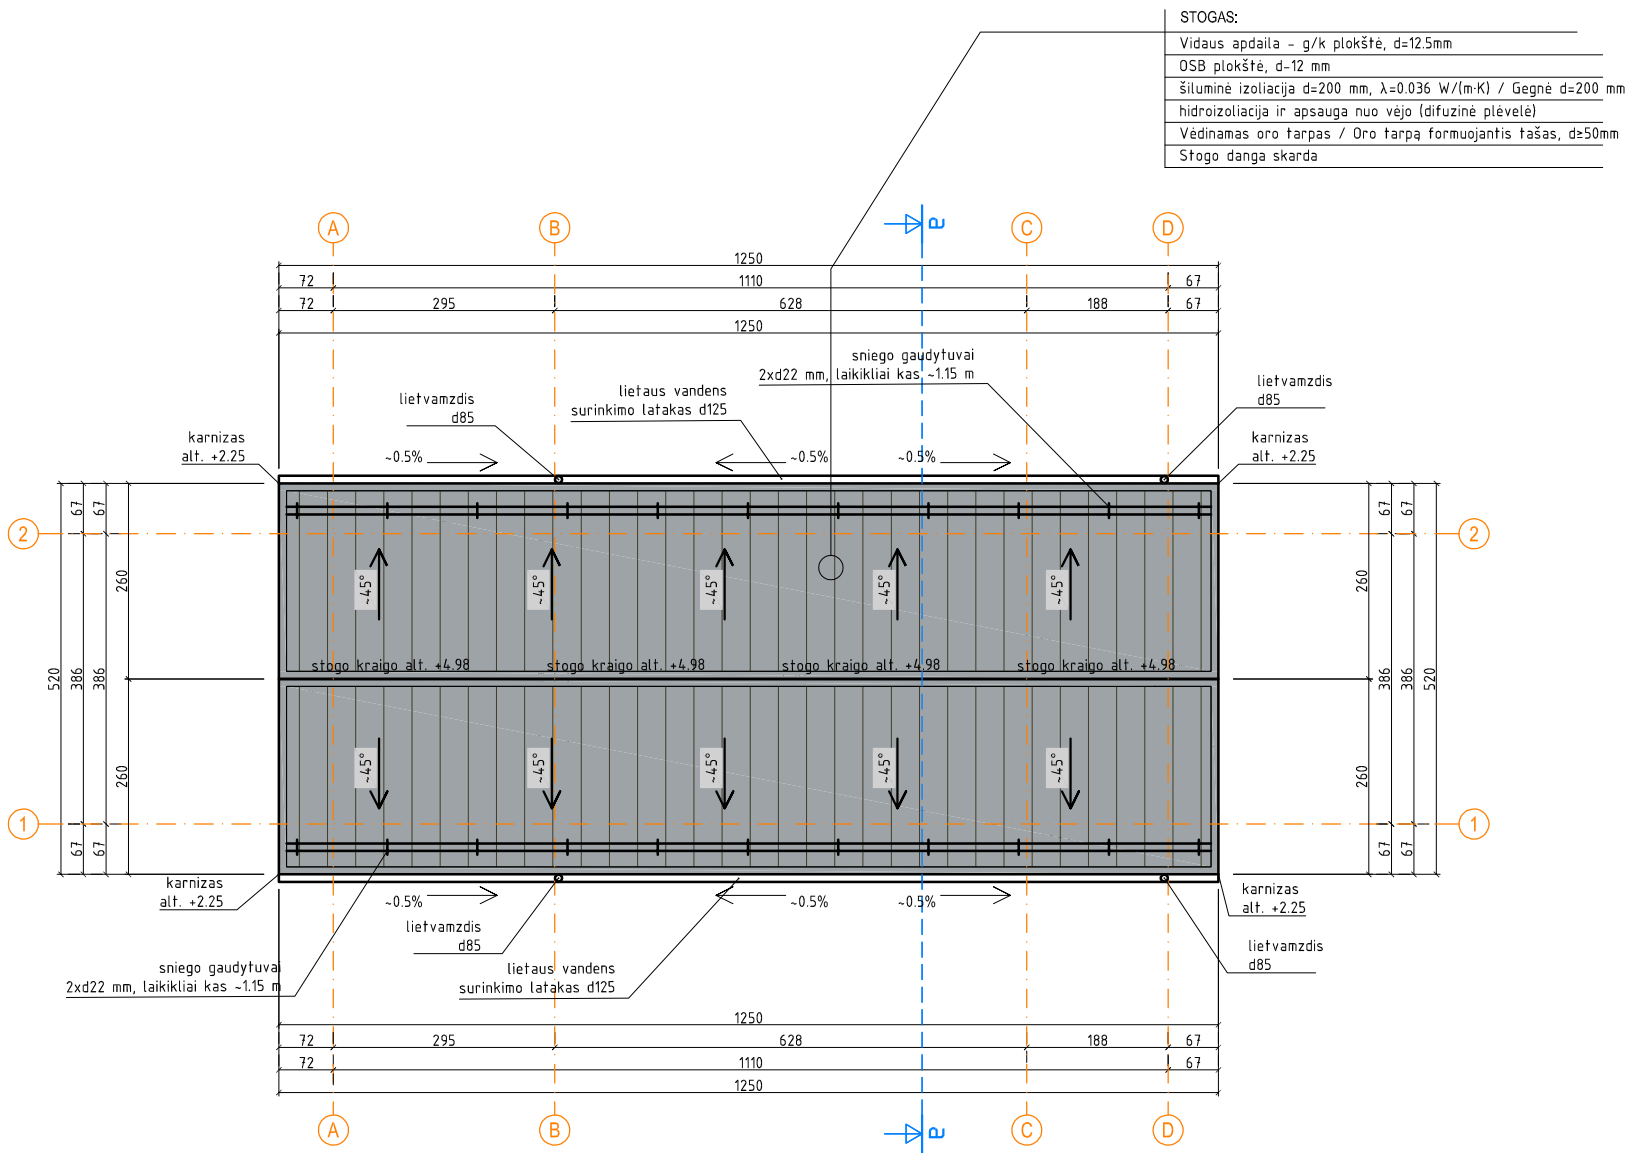 STOGAS:
Vidaus apdaila - g/k plokštė, d=12.5mm
OSB plokštė, d-12 mm
šiluminė izoliacija d=200 mm, λ=0.036 W/(m·K) / Gegnė d=200 mm
hidroizoliacija ir apsauga nuo vėjo (difuzinė plėvelė)
Vėdinamas oro tarpas / Oro tarpą formuojantis tašas, d≥50mm
Stogo danga skarda
A
B
a
C
D
1250
72
1110
67
72
295
628
188
67
1250
sniego gaudytuvai
2xd22 mm, laikikliai kas ~1.15 m
lietaus vandens
surinkimo latakas d125
lietvamzdis
d85
lietvamzdis
d85
karnizas
alt. +2.25
karnizas
alt. +2.25
~0.5%
~0.5%
~0.5%
2
2
67
67
67
67
260
260
~45°
~45°
~45°
~45°
~45°
stogo kraigo alt. +4.98
stogo kraigo alt. +4.98
stogo kraigo alt. +4.98
stogo kraigo alt. +4.98
520
386
386
386
386
520
~45°
~45°
~45°
~45°
~45°
260
260
1
1
67
67
67
67
karnizas
alt. +2.25
karnizas
alt. +2.25
~0.5%
~0.5%
~0.5%
lietvamzdis
d85
lietvamzdis
d85
sniego gaudytuvai
2xd22 mm, laikikliai kas ~1.15 m
lietaus vandens
surinkimo latakas d125
1250
72
295
628
188
67
72
1110
67
1250
A
B
a
C
D